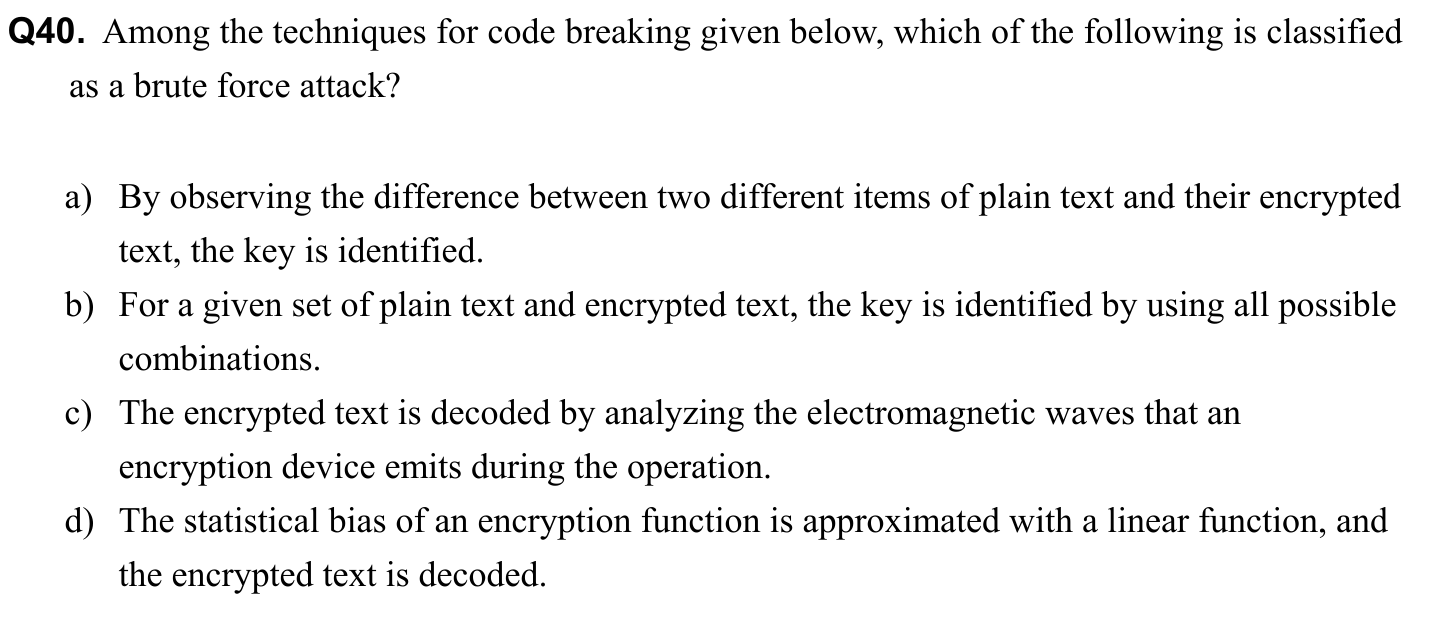 Q40. Among the techniques for code breaking given below, which of the following is classified
as a brute force attack?
a) By observing the difference between two different items of plain text and their encrypted
text, the key is identified.
b) For a given set of plain text and encrypted text, the key is identified by using all possible
combinations.
c) The encrypted text is decoded by analyzing the electromagnetic waves that an
encryption device emits during the operation.
d) The statistical bias of an encryption function is approximated with a linear function, and
the encrypted text is decoded.